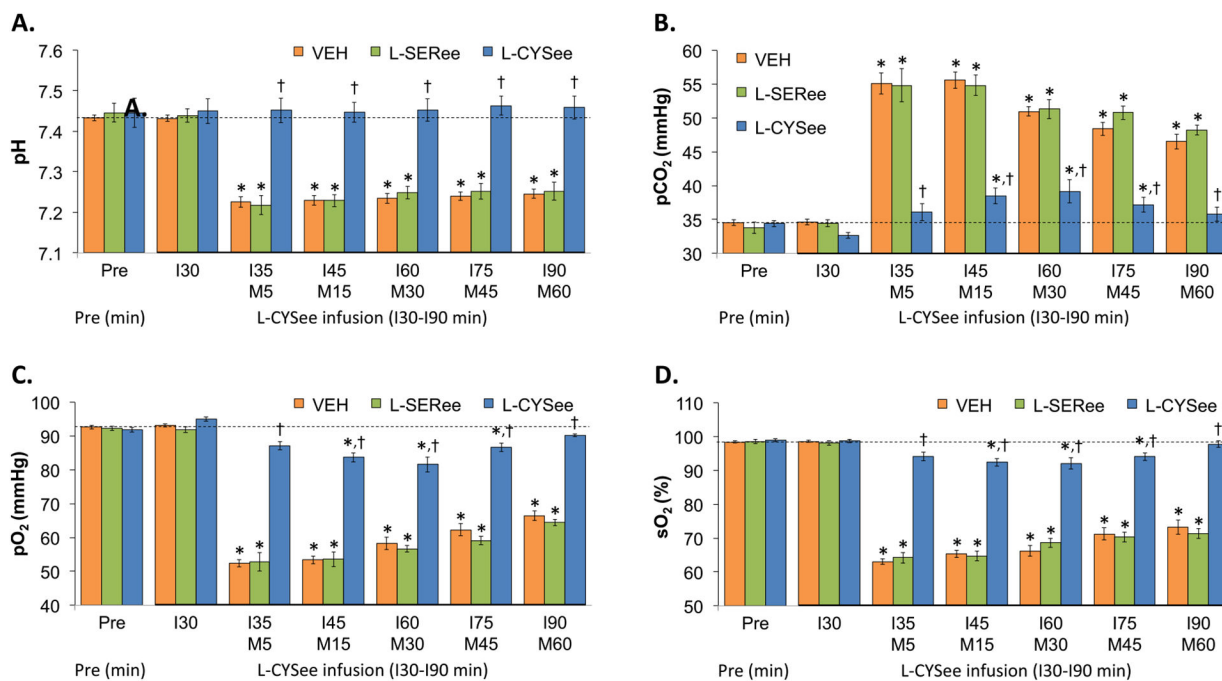 A.
7.6
7.5
7.4
7.3
7.2
7.1
pH
VEH L-SERee L-CYSee
A.
† † † † †
* * * * * * * * * *
Pre I30 I35 I45 I60 I75 I90
M5 M15 M30 M45 M60
Pre (min) L-CYSee infusion (I30-I90 min)
B.
60
55
50
45
40
35
30
pCO₂ (mmHg)
VEH
L-SERee
L-CYSee
* * * * * * * * * *
† *,† *,† *,† †
Pre I30 I35 I45 I60 I75 I90
M5 M15 M30 M45 M60
Pre (min) L-CYSee infusion (I30-I90 min)
C.
100
90
80
70
60
50
40
pO₂ (mmHg)
VEH L-SERee L-CYSee
† *,† *,† *,† †
* * * * * * * * * *
Pre I30 I35 I45 I60 I75 I90
M5 M15 M30 M45 M60
Pre (min) L-CYSee infusion (I30-I90 min)
D.
110
100
90
80
70
60
50
sO₂ (%)
VEH L-SERee L-CYSee
† *,† *,† *,† †
* * * * * * * * * *
Pre I30 I35 I45 I60 I75 I90
M5 M15 M30 M45 M60
Pre (min) L-CYSee infusion (I30-I90 min)